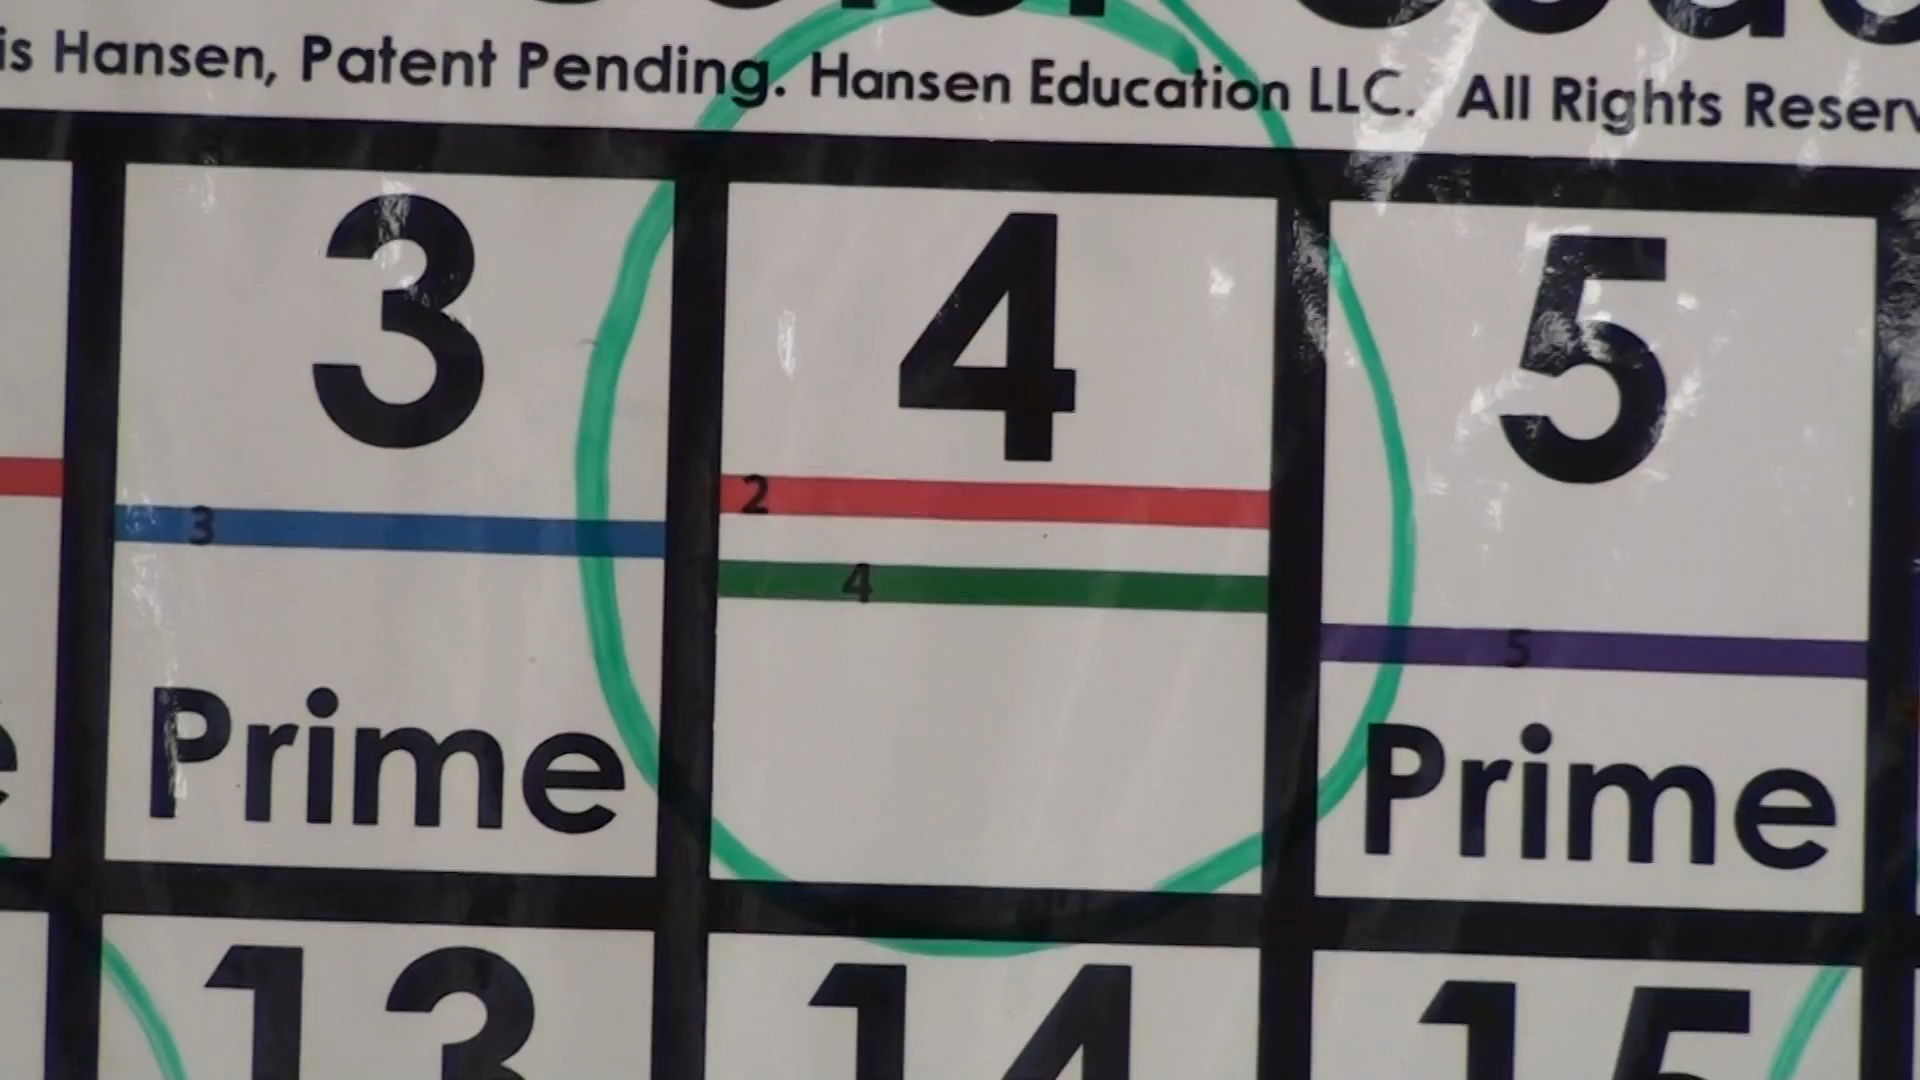 is Hansen, Patent Pending. Hansen Education LLC. All Rights Reserv
3 4 5
2
3 4
5
Prime Prime
13 14 15